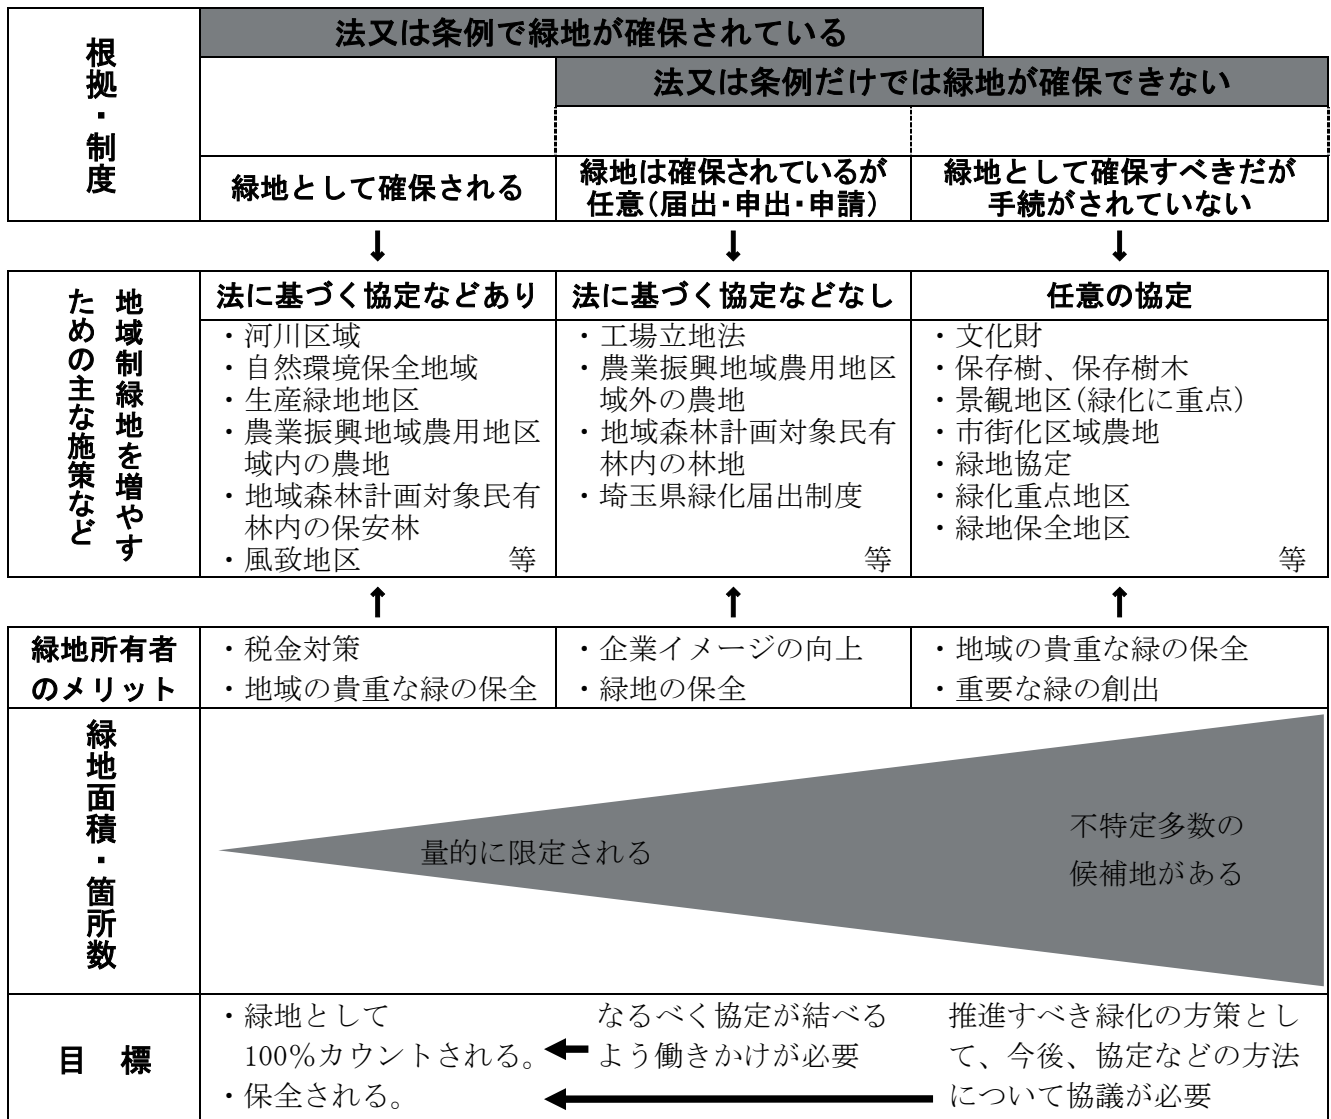 根拠・制度
法又は条例で緑地が確保されている
法又は条例だけでは緑地が確保できない
緑地として確保される
緑地は確保されているが
任意(届出・申出・申請)
緑地として確保すべきだが
手続がされていない
↓ ↓ ↓
地域制緑地を増やす
ための主な施策など
法に基づく協定などあり
・河川区域
・自然環境保全地域
・生産緑地地区
・農業振興地域農用地区
域内の農地
・地域森林計画対象民有
林内の保安林
・風致地区 等
法に基づく協定などなし
・工場立地法
・農業振興地域農用地区
域外の農地
・地域森林計画対象民有
林内の林地
・埼玉県緑化届出制度
等
任意の協定
・文化財
・保存樹、保存樹木
・景観地区(緑化に重点)
・市街化区域農地
・緑地協定
・緑化重点地区
・緑地保全地区
等
↑ ↑ ↑
緑地所有者
のメリット
・税金対策
・地域の貴重な緑の保全
・企業イメージの向上
・緑地の保全
・地域の貴重な緑の保全
・重要な緑の創出
緑地面積・箇所数
量的に限定される
不特定多数の
候補地がある
目 標
・緑地として
100%カウントされる。
・保全される。
なるべく協定が結べる
よう働きかけが必要
推進すべき緑化の方策とし
て、今後、協定などの方法
について協議が必要